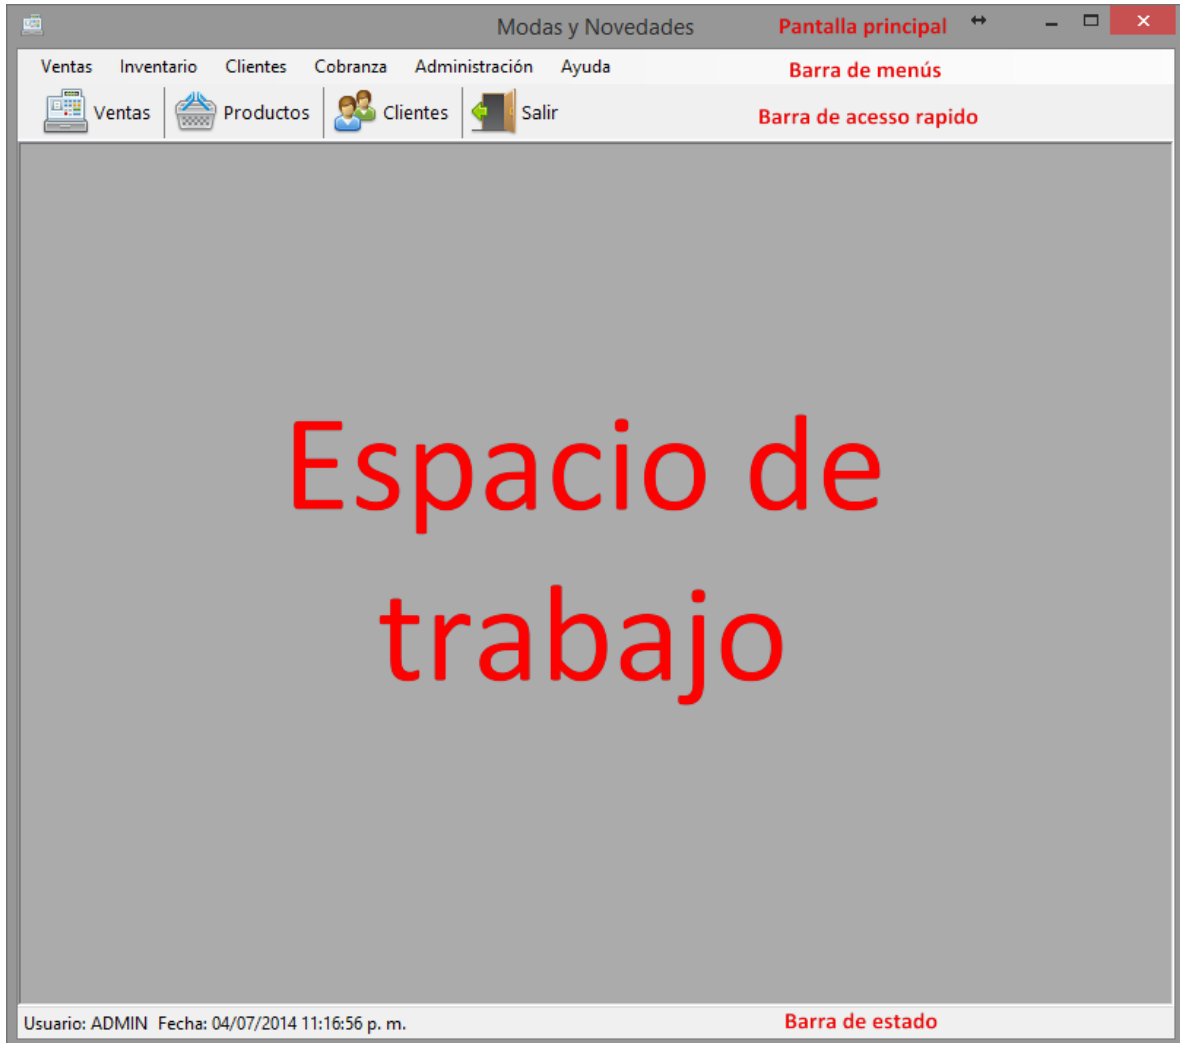 Modas y Novedades Pantalla principal
Ventas Inventario Clientes Cobranza Administración Ayuda Barra de menús
Ventas Productos Clientes Salir Barra de acesso rapido
Espacio de
trabajo
Usuario: ADMIN Fecha: 04/07/2014 11:16:56 p. m. Barra de estado